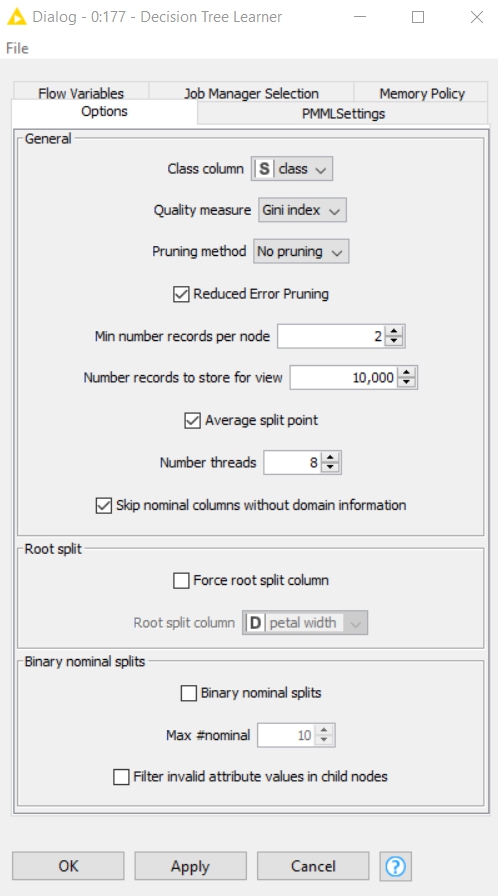 Dialog - 0:177 - Decision Tree Learner
File
Flow Variables Job Manager Selection Memory Policy
Options PMMLSettings
General
Class column S class
Quality measure Gini index
Pruning method No pruning
Reduced Error Pruning
Min number records per node 2
Number records to store for view 10,000
Average split point
Number threads 8
Skip nominal columns without domain information
Root split
Force root split column
Root split column D petal width
Binary nominal splits
Binary nominal splits
Max #nominal 10
Filter invalid attribute values in child nodes
OK Apply Cancel ?